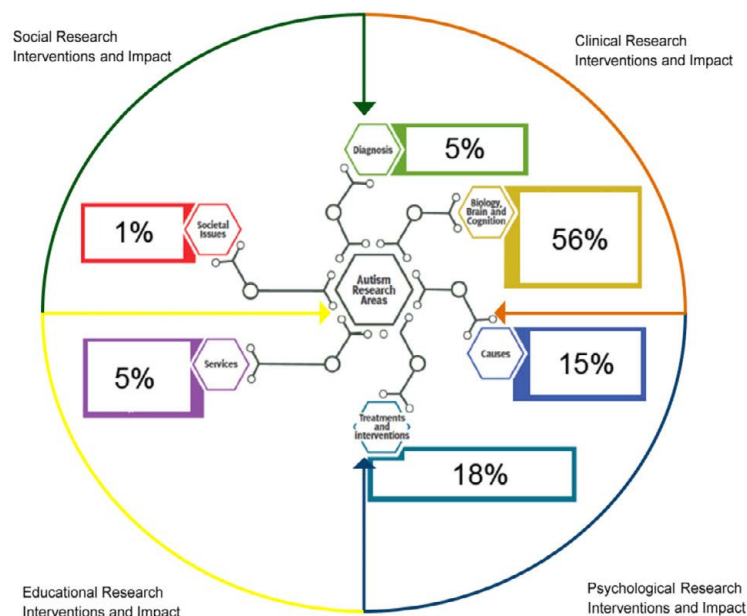 Social Research
Interventions and Impact
Clinical Research
Interventions and Impact
Diagnosis
5%
Biology,
Brain and
Cognition
56%
1%
Societal
Issues
Autism
Research
Areas
5%
Services
Causes
15%
Treatments
and
interventions
18%
Educational Research
Interventions and Impact
Psychological Research
Interventions and Impact